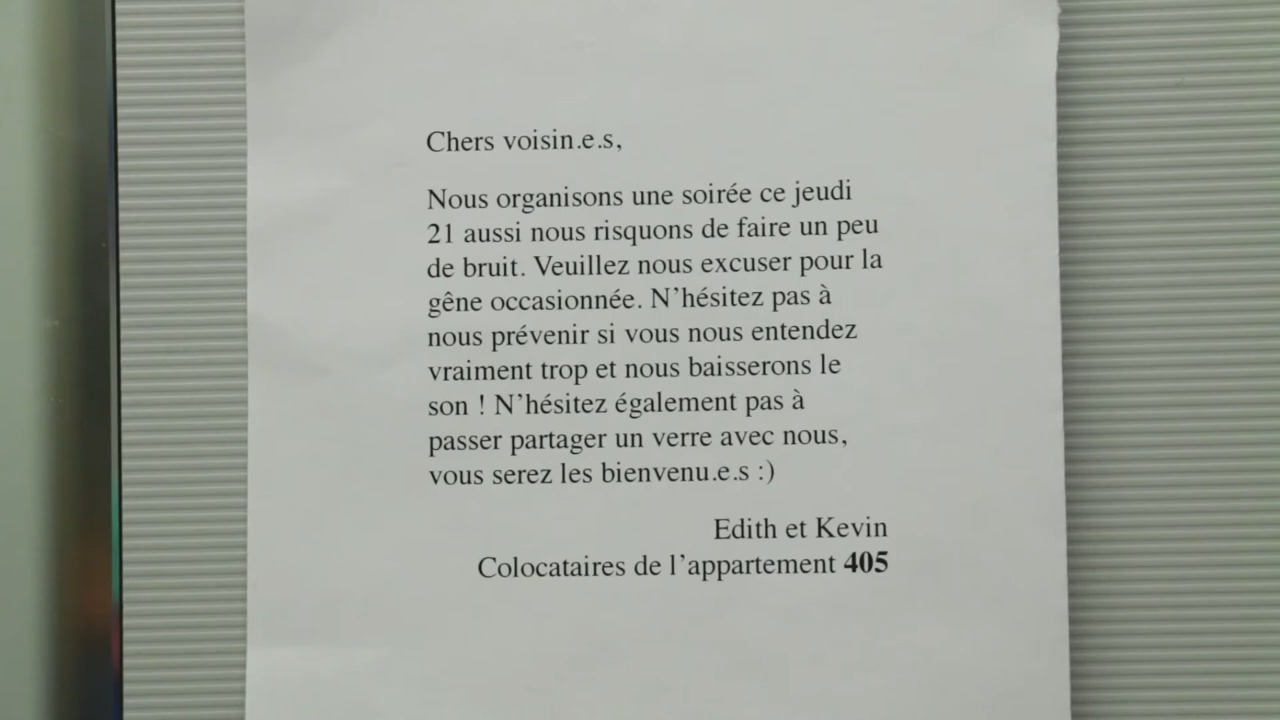 Chers voisin.e.s,
Nous organisons une soirée ce jeudi
21 aussi nous risquons de faire un peu
de bruit. Veuillez nous excuser pour la
gêne occasionnée. N'hésitez pas à
nous prévenir si vous nous entendez
vraiment trop et nous baisserons le
son ! N'hésitez également pas à
passer partager un verre avec nous,
vous serez les bienvenu.e.s :)
Edith et Kevin
Colocataires de l'appartement 405